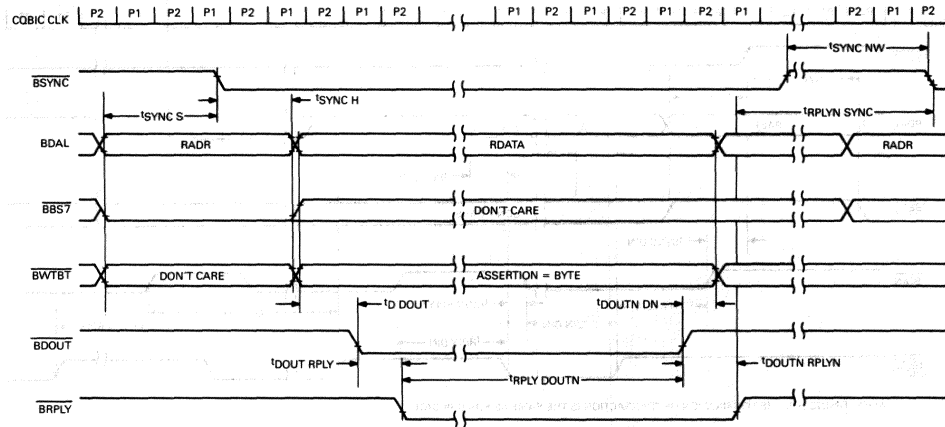 CQBIC CLK P2 P1 P2 P2 P1 P2 P1 P2 P1 P2 P1 P2 P1 P2 P1 P2 P1 P2
tSYNC NW
BSYNC
tSYNC H
tSYNC S
tRPLYN SYNC
BDAL RADR RDATA RADR
BBS7 DON'T CARE
BWTBT DON'T CARE ASSERTION = BYTE
tD DOUT tDOUTN DN
BDOUT
tDOUT RPLY tDOUTN RPLYN
tRPLY DOUTN
BRPLY